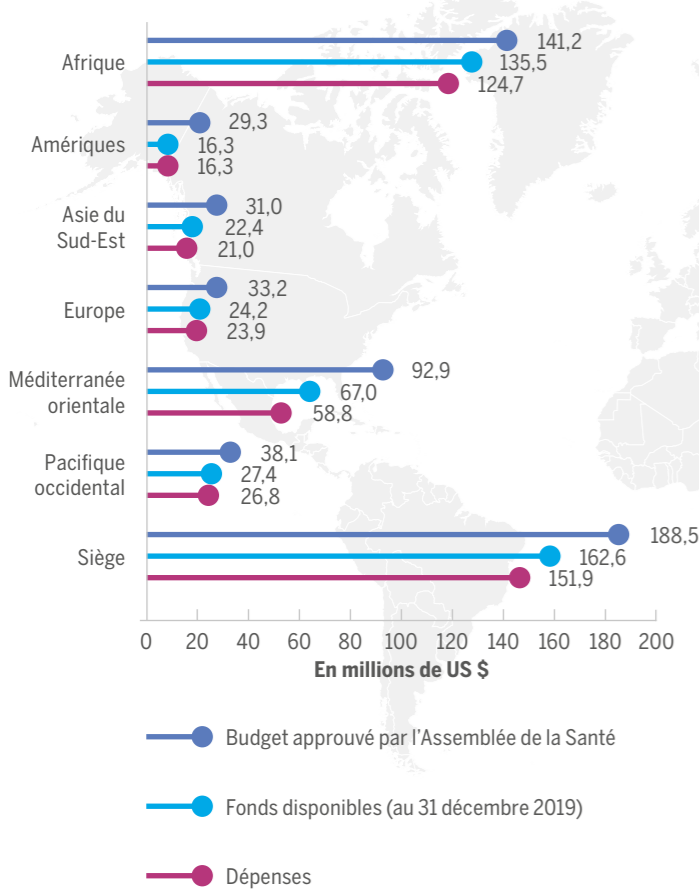 Afrique
141,2
135,5
124,7
Amériques
29,3
16,3
16,3
Asie du
Sud-Est
31,0
22,4
21,0
Europe
33,2
24,2
23,9
Méditerranée
orientale
92,9
67,0
58,8
Pacifique
occidental
38,1
27,4
26,8
Siège
188,5
162,6
151,9
0 20 40 60 80 100 120 140 160 180 200
En millions de US $
Budget approuvé par l'Assemblée de la Santé
Fonds disponibles (au 31 décembre 2019)
Dépenses